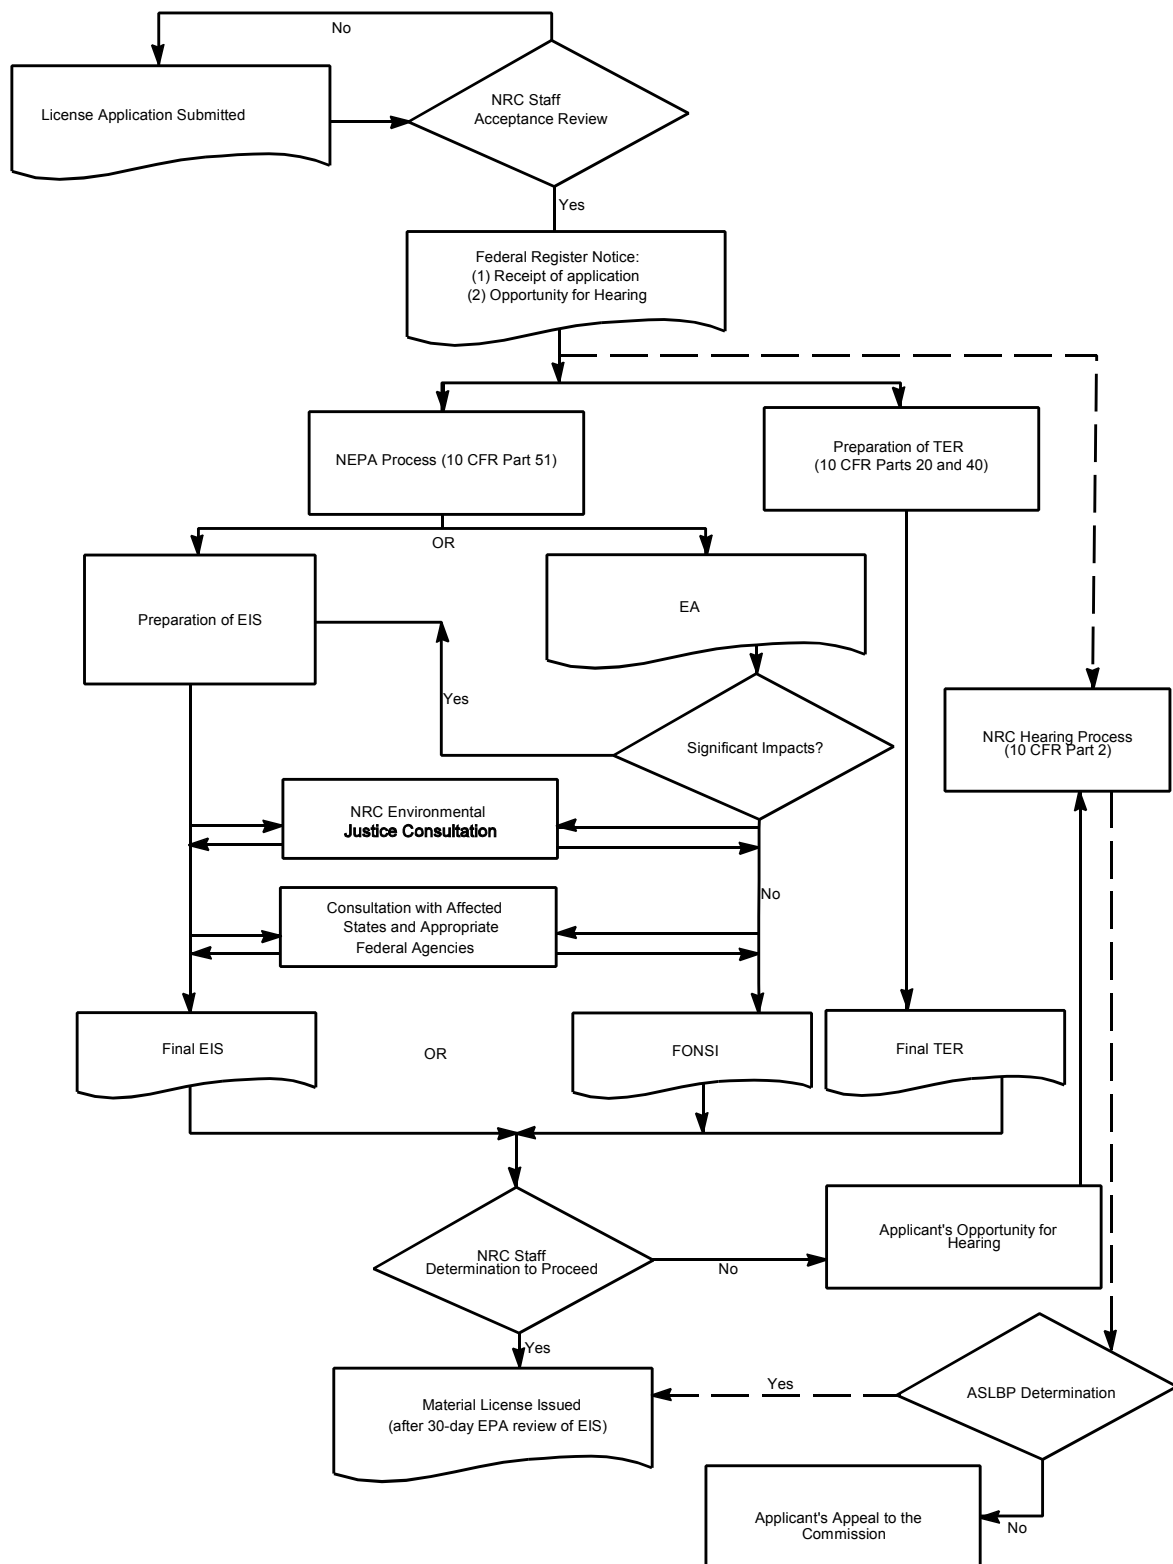 No
License Application Submitted
NRC Staff
Acceptance Review
Yes
Federal Register Notice:
(1) Receipt of application
(2) Opportunity for Hearing
NEPA Process (10 CFR Part 51)
Preparation of TER
(10 CFR Parts 20 and 40)
OR
Preparation of EIS
EA
Yes
Significant Impacts?
NRC Hearing Process
(10 CFR Part 2)
NRC Environmental
Justice Consultation
No
Consultation with Affected
States and Appropriate
Federal Agencies
Final EIS
OR
FONSI
Final TER
NRC Staff
Determination to Proceed
No
Applicant's Opportunity for
Hearing
Yes
Material License Issued
(after 30-day EPA review of EIS)
Yes
ASLBP Determination
No
Applicant's Appeal to the
Commission